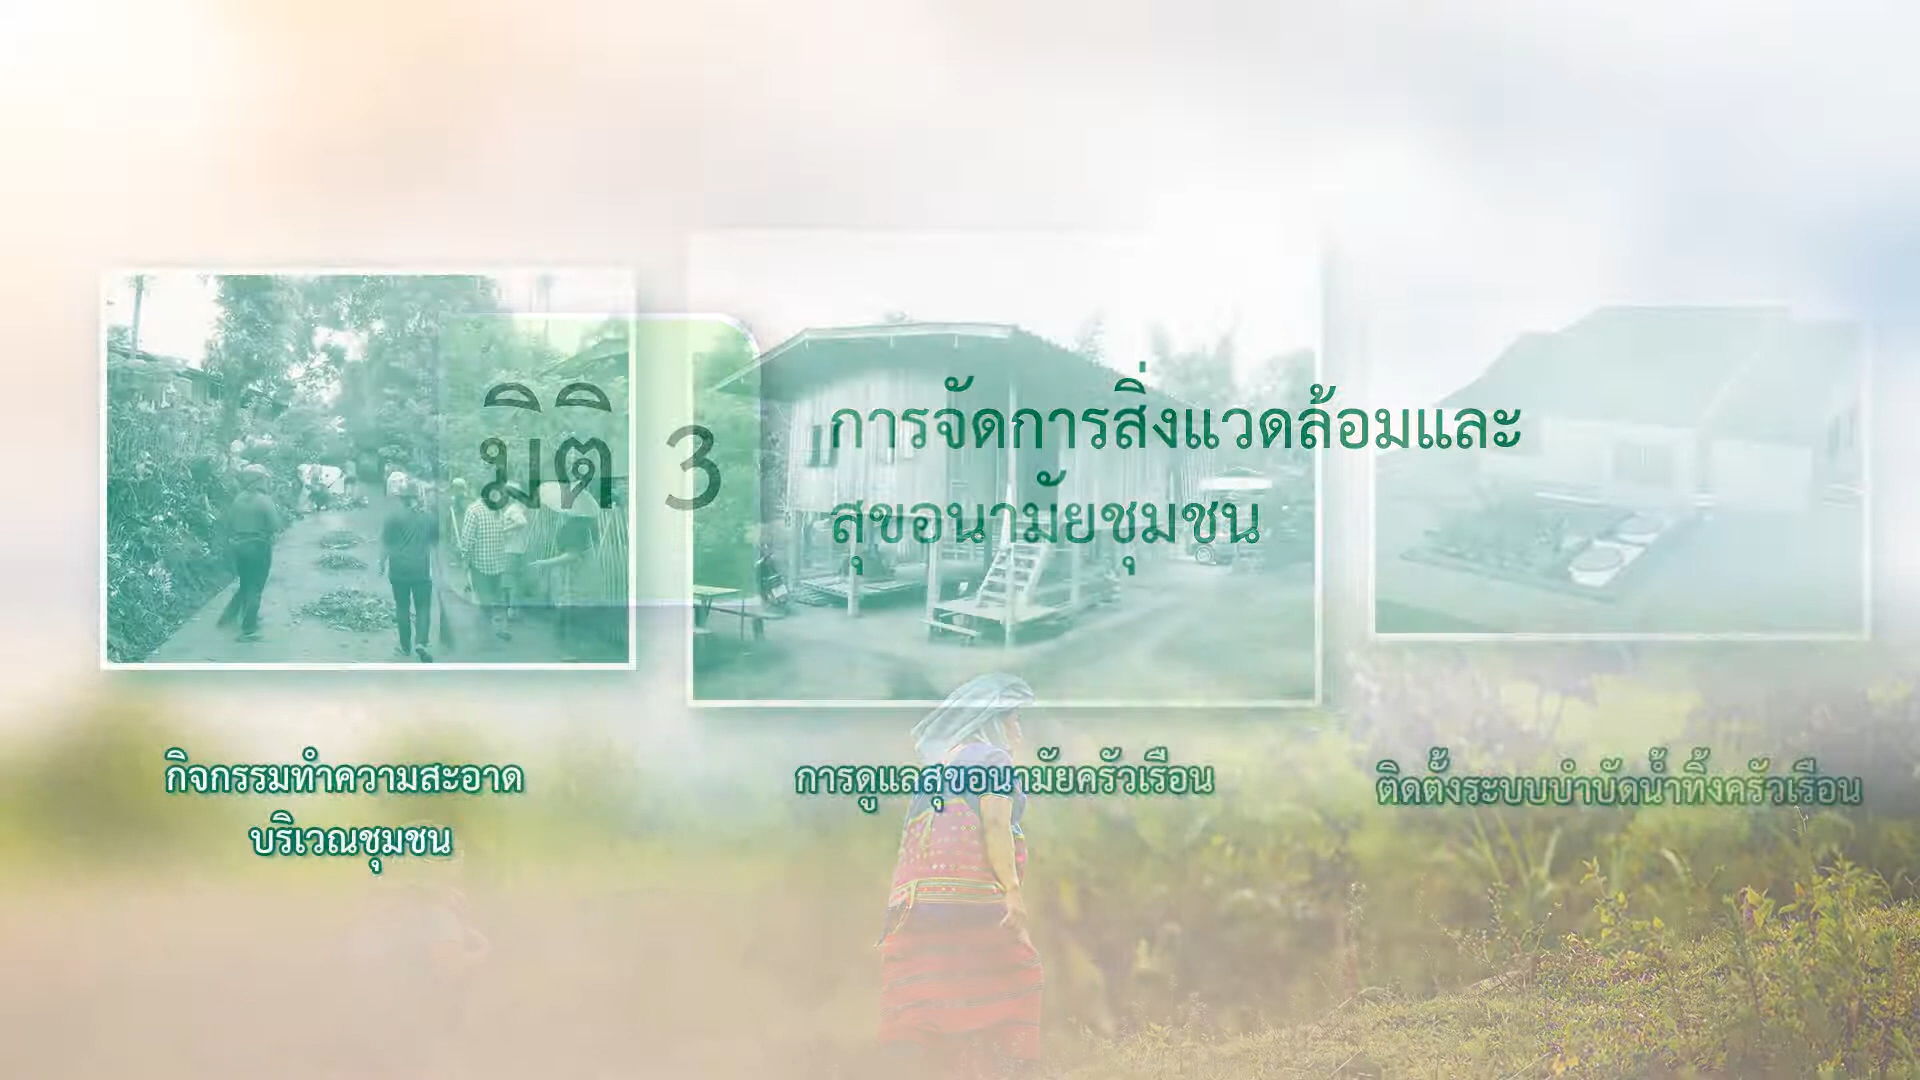 มิติ 3
การจัดการสิ่งแวดล้อมและ
สุขอนามัยชุมชน
กิจกรรมทำความสะอาด
บริเวณชุมชน
การดูแลสุขอนามัยครัวเรือน
ติดตั้งระบบบำบัดน้ำทิ้งครัวเรือน